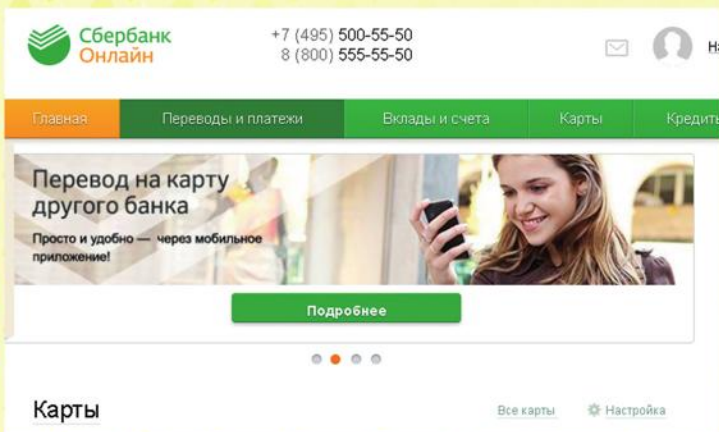 Сбербанк
Онлайн
+7 (495) 500-55-50
8 (800) 555-55-50
Главная
Переводы и платежи
Вклады и счета
Карты
Перевод на карту
другого банка
Просто и удобно — через мобильное
приложение!
Подробнее
Карты
Все карты
Настройка